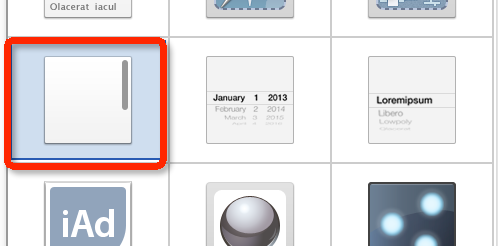 Olacerat iacul
January 1 2013
February 2 2014
March 3 2015
Loremipsum
Libero
Lowpoly
iAd